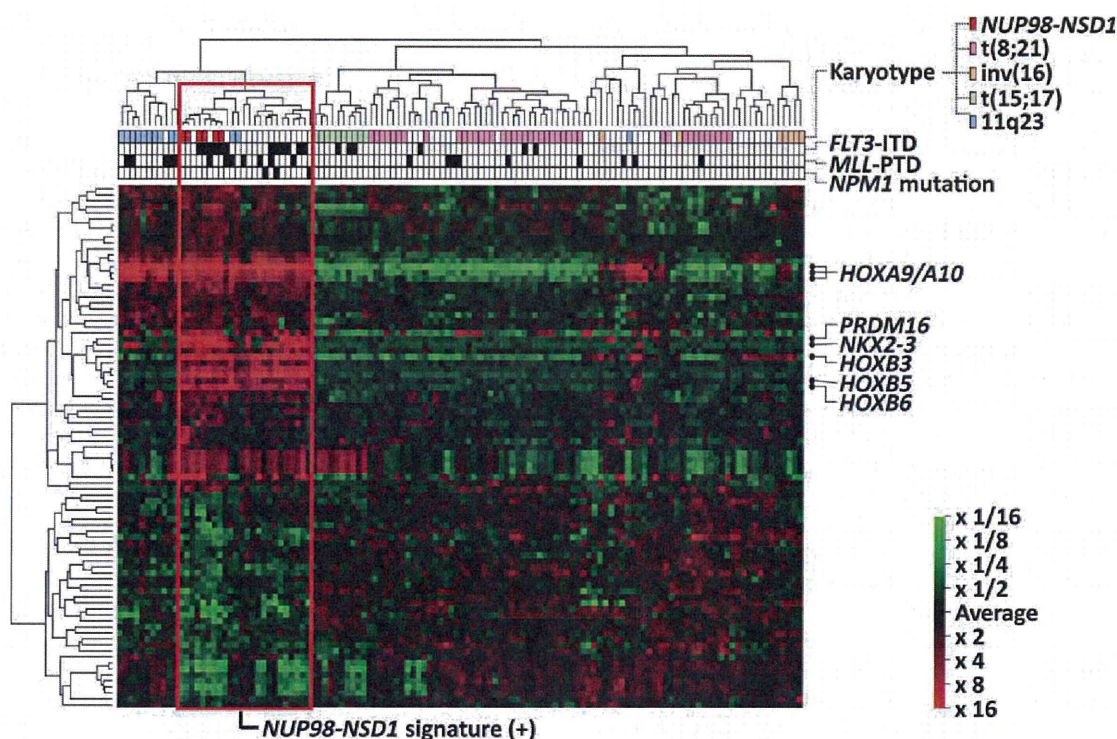 NUP98-NSD1
t(8;21)
Karyotype
inv(16)
t(15;17)
11q23
FLT3-ITD
MLL-PTD
NPM1 mutation
HOXA9/A10
PRDM16
NKX2-3
HOXB3
HOXB5
HOXB6
x 1/16
x 1/8
x 1/4
x 1/2
Average
x 2
x 4
x 8
x 16
NUP98-NSD1 signature (+)